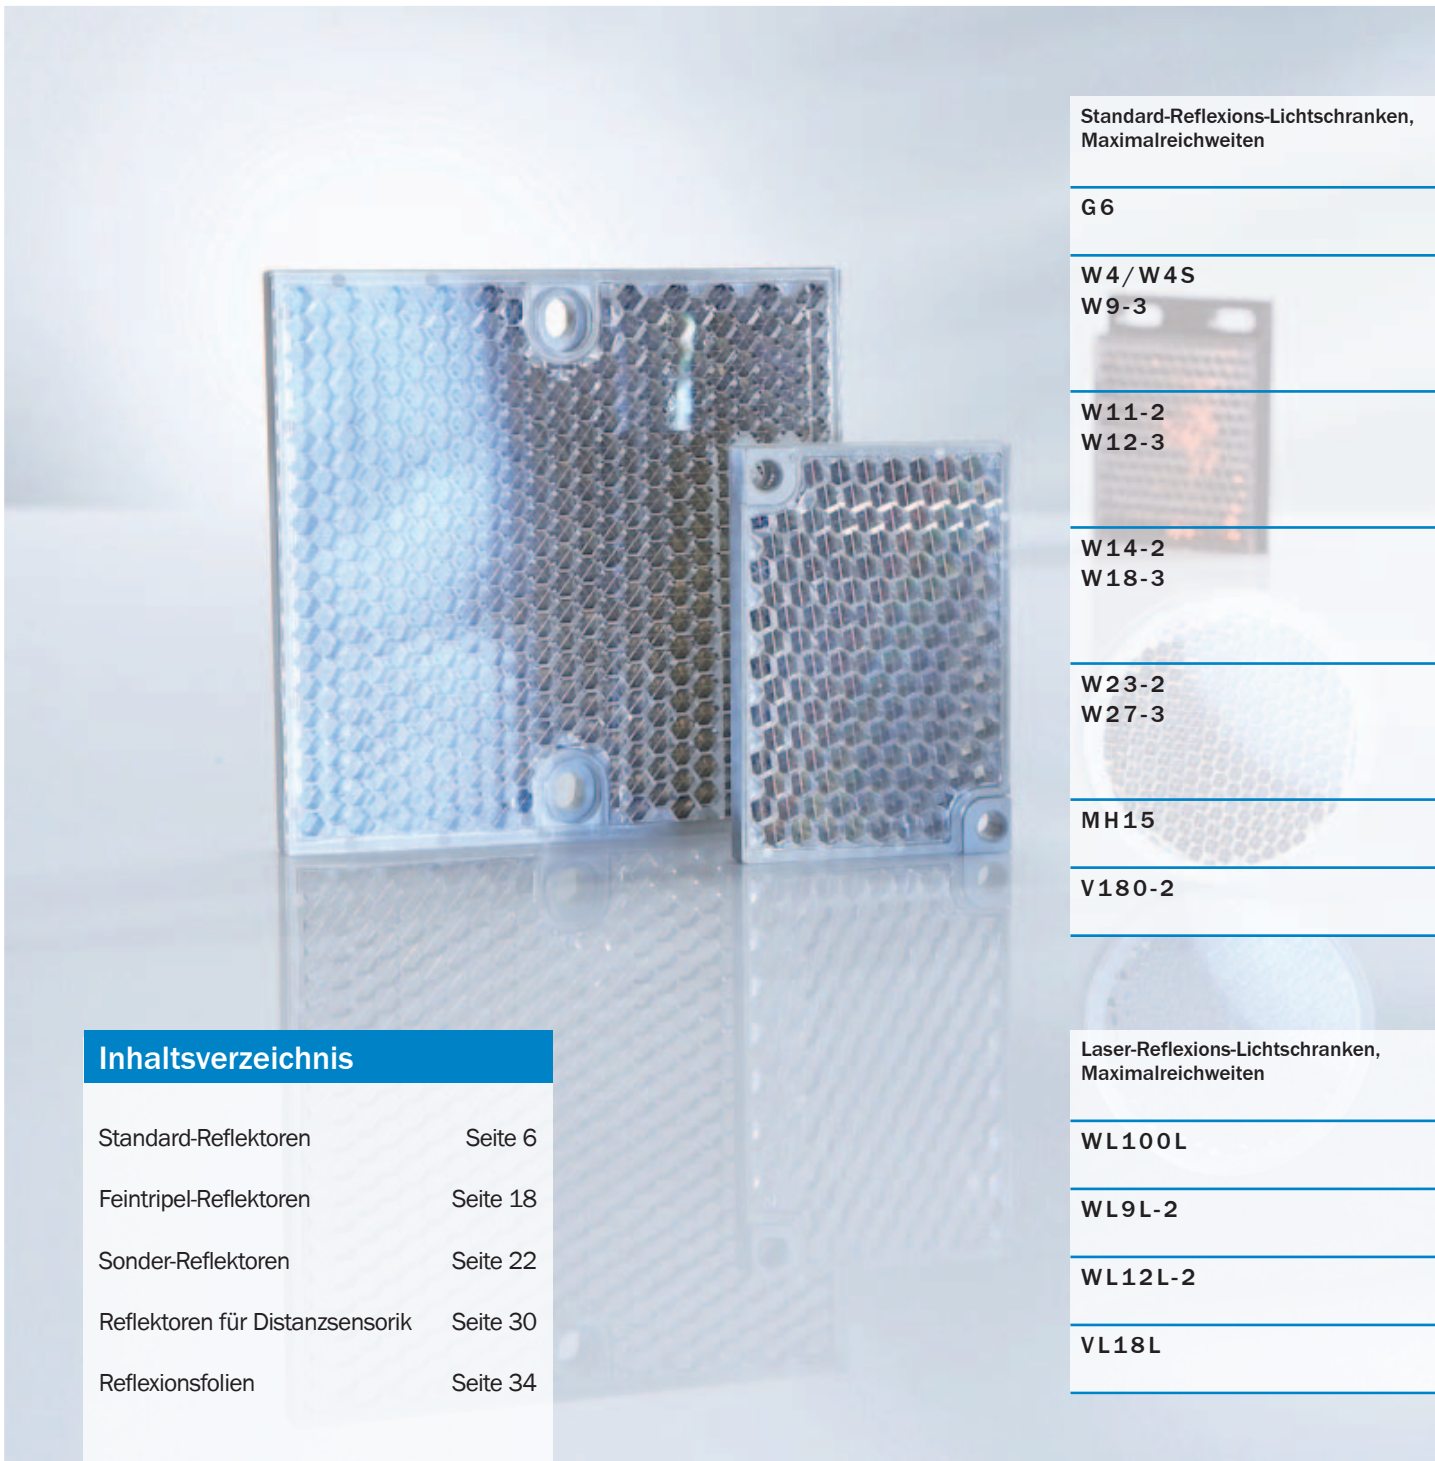 Standard-Reflexions-Lichtschranken,
Maximalreichweiten
G6
W4/W4S
W9-3
W11-2
W12-3
W14-2
W18-3
W23-2
W27-3
MH15
V180-2
Inhaltsverzeichnis
Standard-Reflektoren Seite 6
Feintripel-Reflektoren Seite 18
Sonder-Reflektoren Seite 22
Reflektoren für Distanzsensorik Seite 30
Reflexionsfolien Seite 34
Laser-Reflexions-Lichtschranken,
Maximalreichweiten
WL100L
WL9L-2
WL12L-2
VL18L